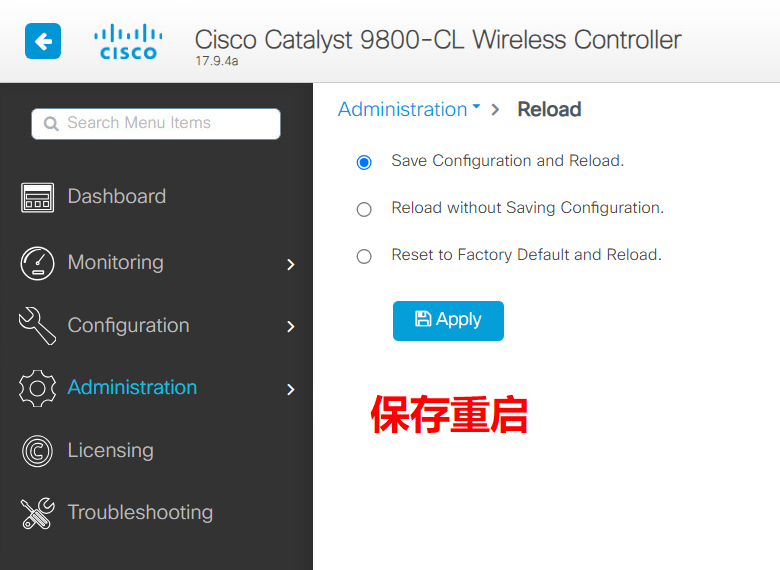 CISCO
Cisco Catalyst 9800-CL Wireless Controller
17.9.4a
Search Menu Items
Dashboard
Monitoring
Configuration
Administration
Licensing
Troubleshooting
Administration > Reload
Save Configuration and Reload.
Reload without Saving Configuration.
Reset to Factory Default and Reload.
Apply
保存重启